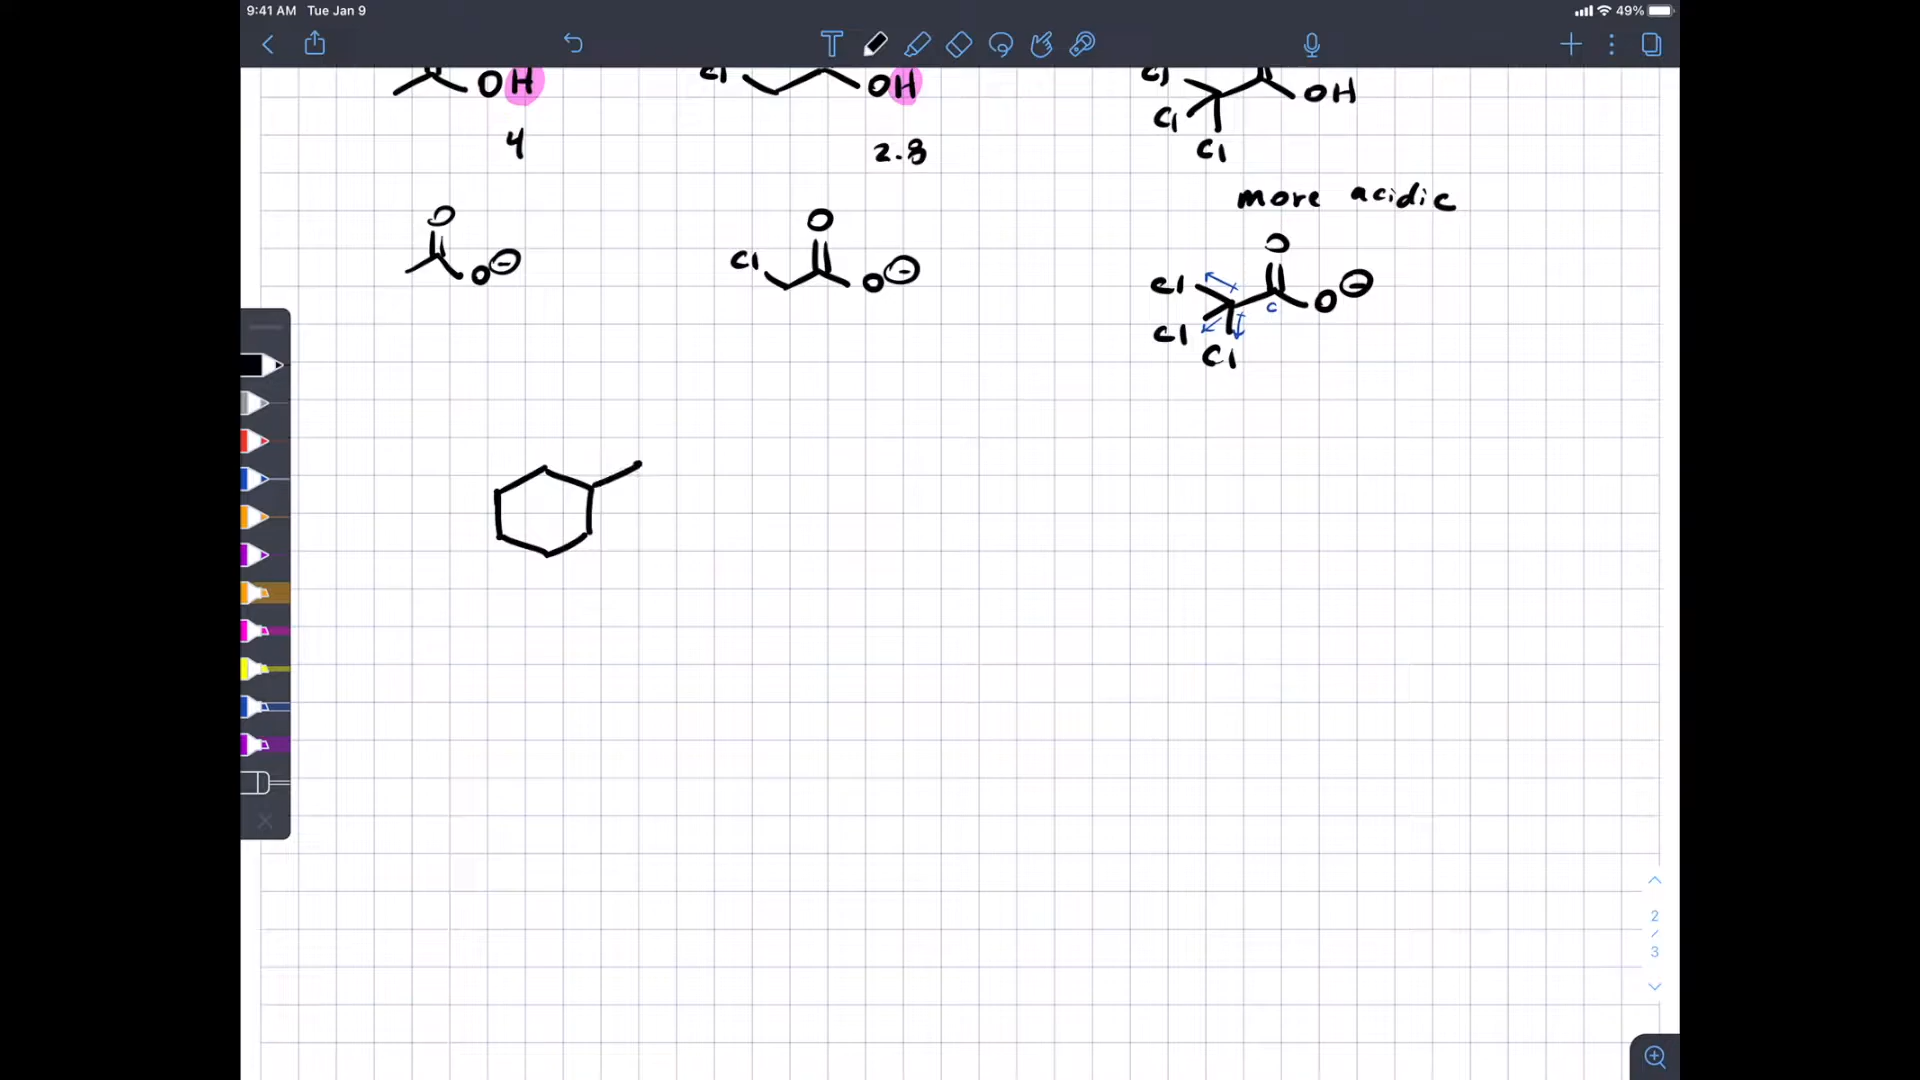 9:41 AM Tue Jan 9
49%
T
OH
Cl
OH
Cl
OH
Cl
Cl
4
2.8
more acidic
O
O⊖
O
Cl
O⊖
O
Cl
O⊖
C
Cl
Cl
2
/
3